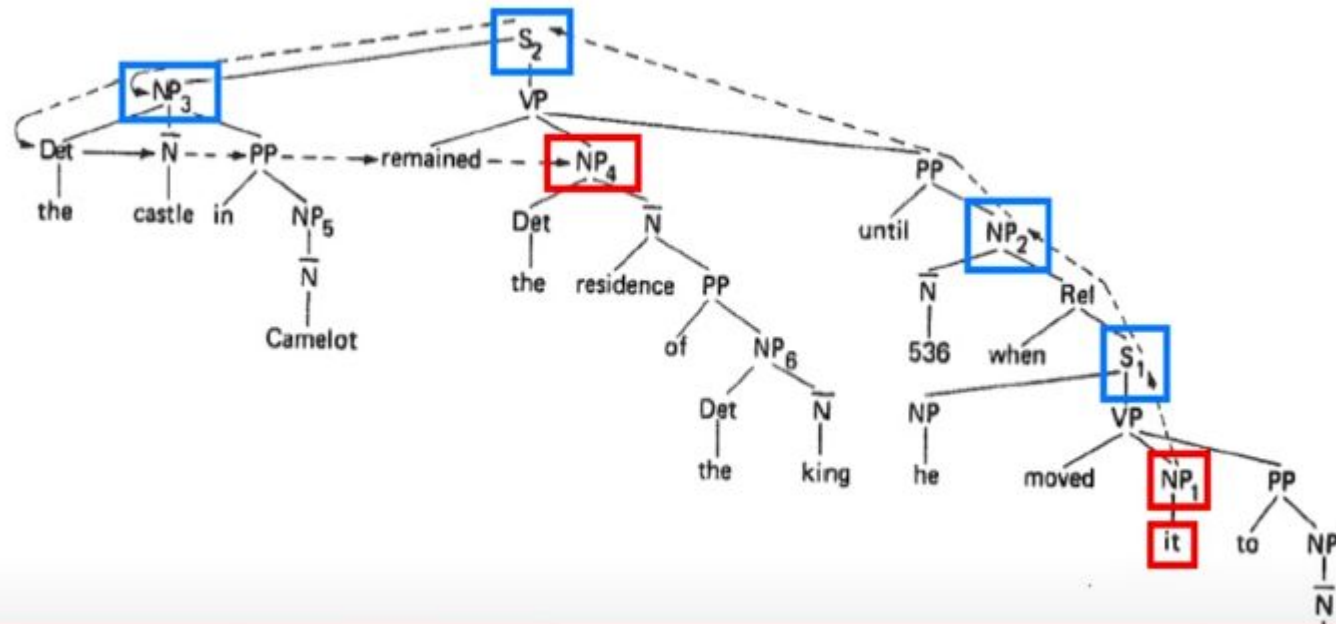 S2
NP3
VP
Det N̄ PP remained NP4 PP
the castle in NP5 Det N̄ until NP2
N̄ the residence PP N̄ Rel
Camelot of NP6 536 when S1
Det N̄ NP VP
the king he moved NP1 PP
it to NP
N̄